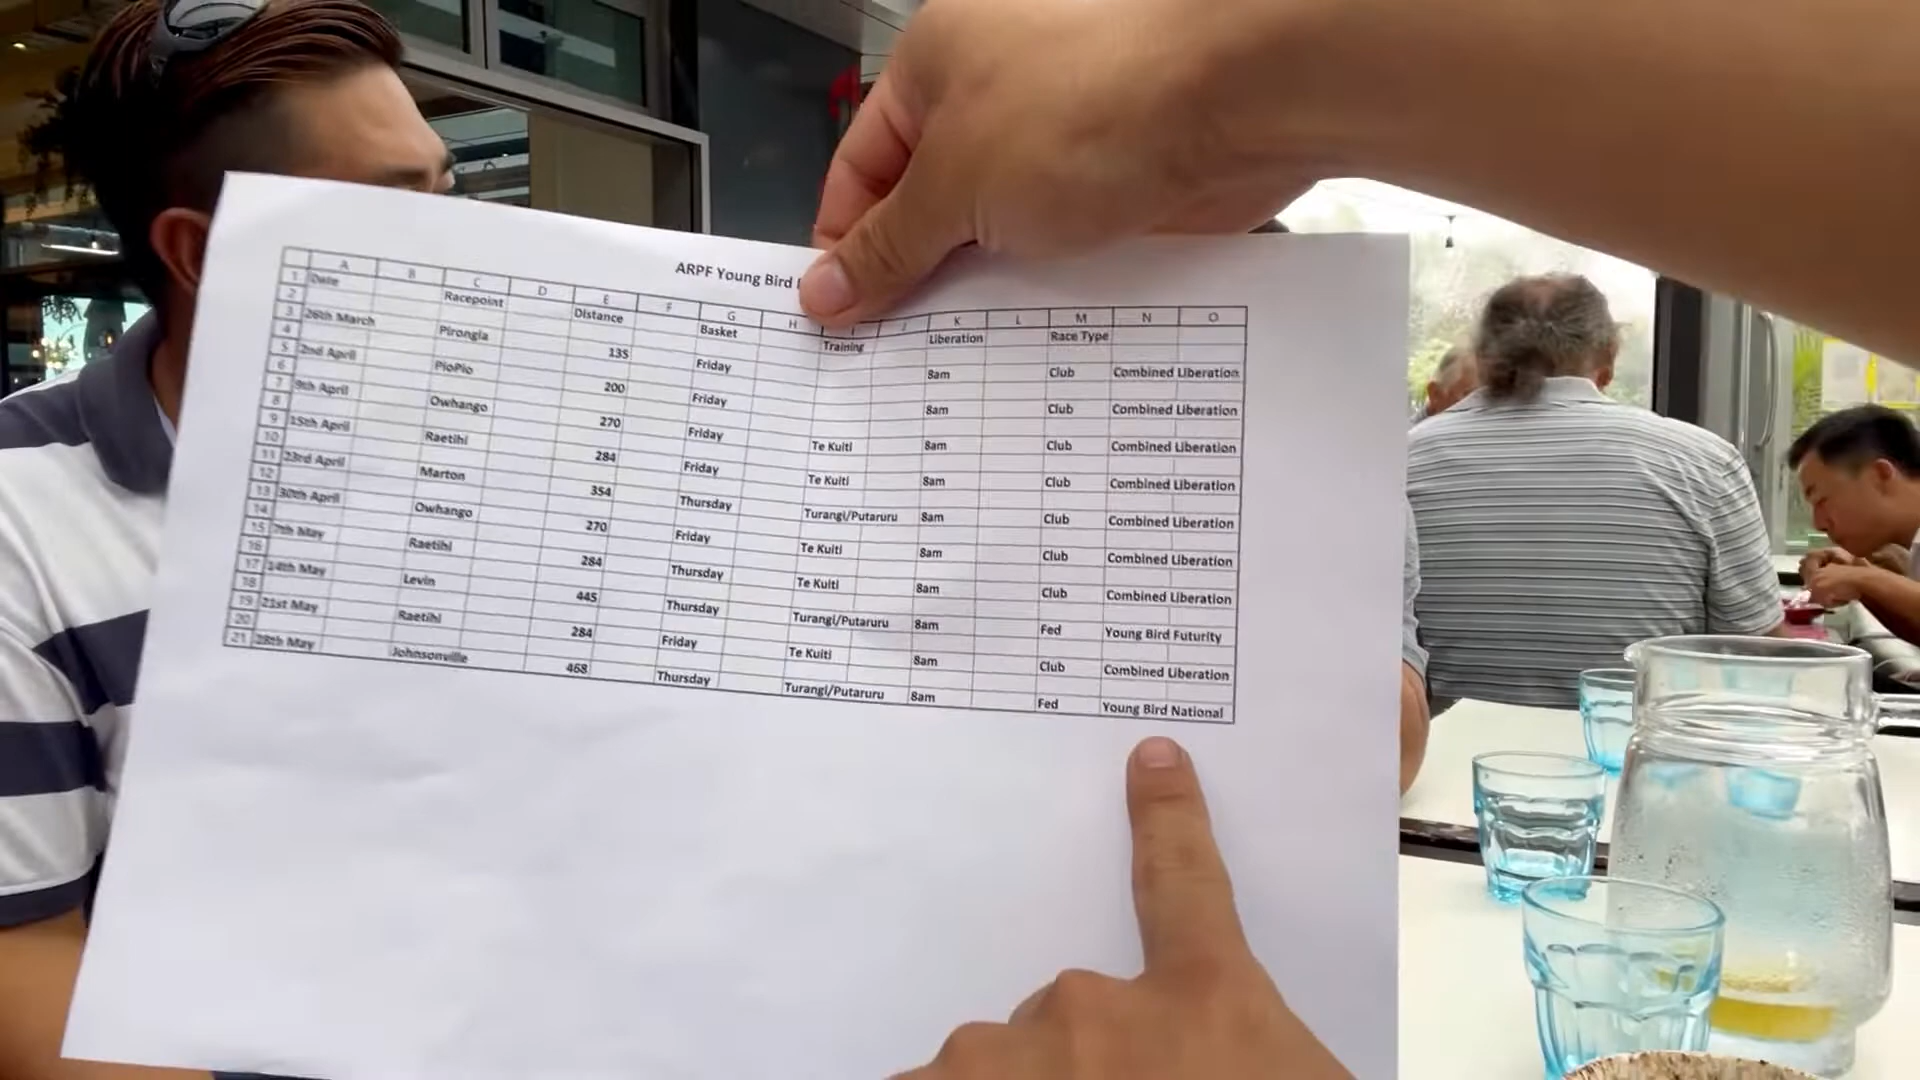 ARPF Young Bird
A B C D E F G H I J K L M N O
1 Date Racepoint Distance Basket Training Liberation Race Type
2
3 26th March Pirongia 135 Friday 8am Club Combined Liberation
4
5 2nd April PioPio 200 Friday 8am Club Combined Liberation
6
7 9th April Owhango 270 Friday Te Kuiti 8am Club Combined Liberation
8
9 15th April Raetihi 284 Friday Te Kuiti 8am Club Combined Liberation
10
11 23rd April Marton 354 Thursday Turangi/Putaruru 8am Club Combined Liberation
12
13 30th April Owhango 270 Friday Te Kuiti 8am Club Combined Liberation
14
15 7th May Raetihi 284 Thursday Te Kuiti 8am Club Combined Liberation
16
17 14th May Levin 445 Thursday Turangi/Putaruru 8am Fed Young Bird Futurity
18
19 21st May Raetihi 284 Friday Te Kuiti 8am Club Combined Liberation
20
21 28th May Johnsonville 468 Thursday Turangi/Putaruru 8am Fed Young Bird National